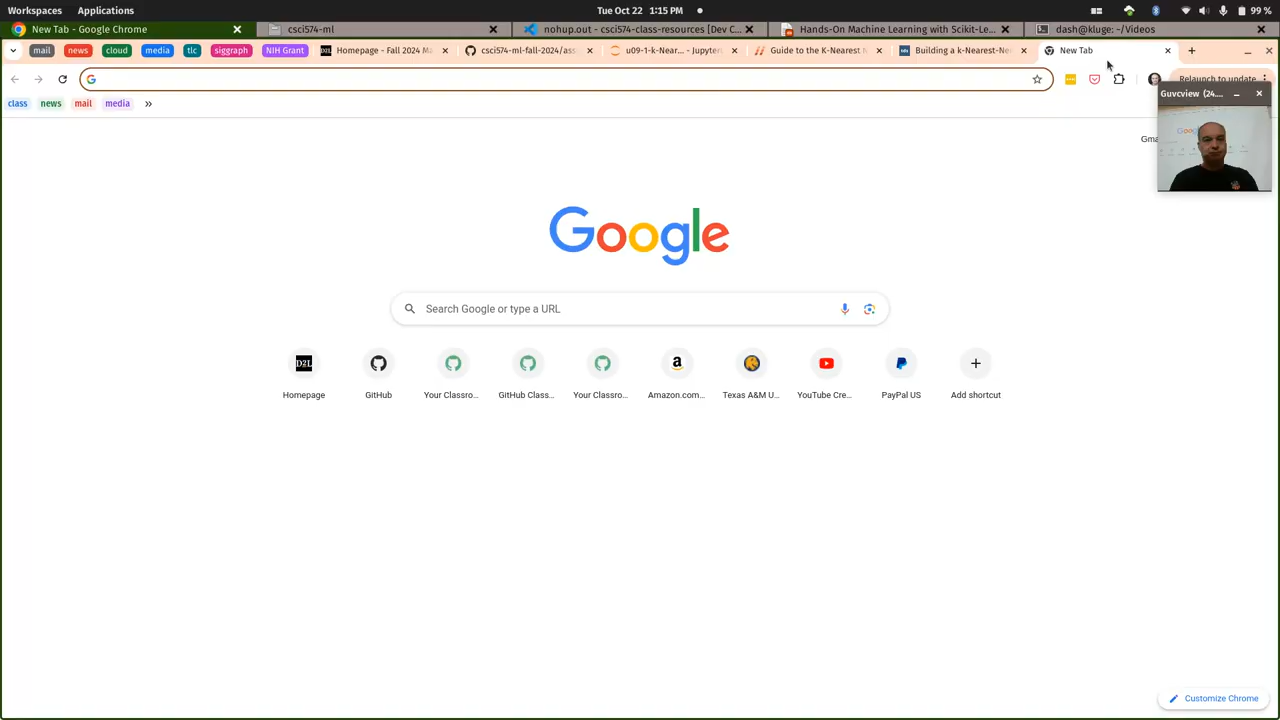 Workspaces Applications Tue Oct 22 1:15 PM 99 %
New Tab - Google Chrome csci574-ml nohup.out - csci574-class-resources [Dev C... Hands-On Machine Learning with Scikit-Le... dash@kluge: ~/Videos
mail news cloud media tlc siggraph NIH Grant D2L Homepage - Fall 2024 Ma csci574-ml-fall-2024/ass u09-1-k-Near... - Jupyter Guide to the K-Nearest N Building a k-Nearest-Ne New Tab
Relaunch to update
class news mail media »
Guvcview (24....
Gma
Google
Search Google or type a URL
D2L
Homepage GitHub Your Classro... GitHub Class... Your Classro... Amazon.com... Texas A&M U... YouTube Cre... PayPal US Add shortcut
Customize Chrome